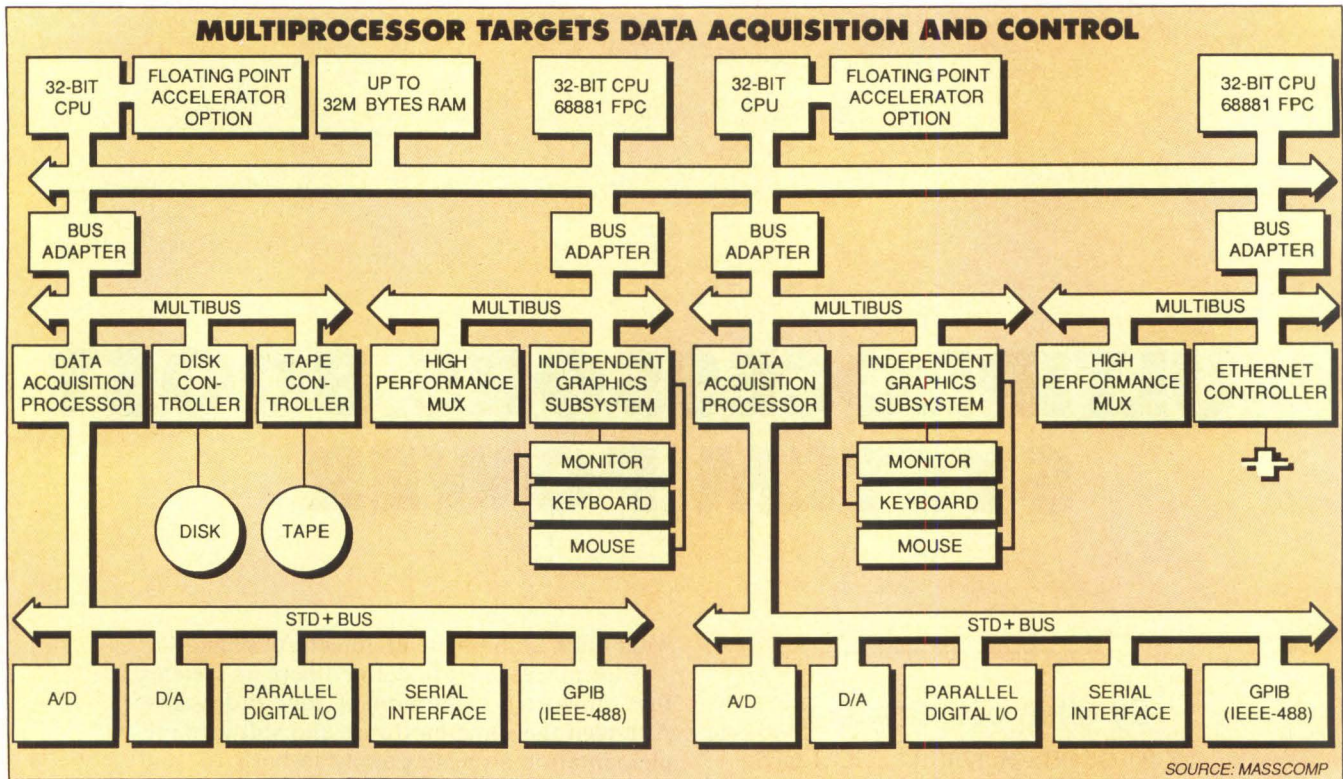 MULTIPROCESSOR TARGETS DATA ACQUISITION AND CONTROL
32-BIT
CPU
FLOATING POINT
ACCELERATOR
OPTION
UP TO
32M BYTES RAM
32-BIT CPU
68881 FPC
32-BIT
CPU
FLOATING POINT
ACCELERATOR
OPTION
32-BIT CPU
68881 FPC
BUS
ADAPTER
BUS
ADAPTER
BUS
ADAPTER
BUS
ADAPTER
MULTIBUS
MULTIBUS
MULTIBUS
MULTIBUS
DATA
ACQUISITION
PROCESSOR
DISK
CON-
TROLLER
TAPE
CON-
TROLLER
HIGH
PERFORMANCE
MUX
INDEPENDENT
GRAPHICS
SUBSYSTEM
DATA
ACQUISITION
PROCESSOR
INDEPENDENT
GRAPHICS
SUBSYSTEM
HIGH
PERFORMANCE
MUX
ETHERNET
CONTROLLER
DISK
TAPE
MONITOR
KEYBOARD
MOUSE
MONITOR
KEYBOARD
MOUSE
STD + BUS
STD + BUS
A/D
D/A
PARALLEL
DIGITAL I/O
SERIAL
INTERFACE
GPIB
(IEEE-488)
A/D
D/A
PARALLEL
DIGITAL I/O
SERIAL
INTERFACE
GPIB
(IEEE-488)
SOURCE: MASSCOMP